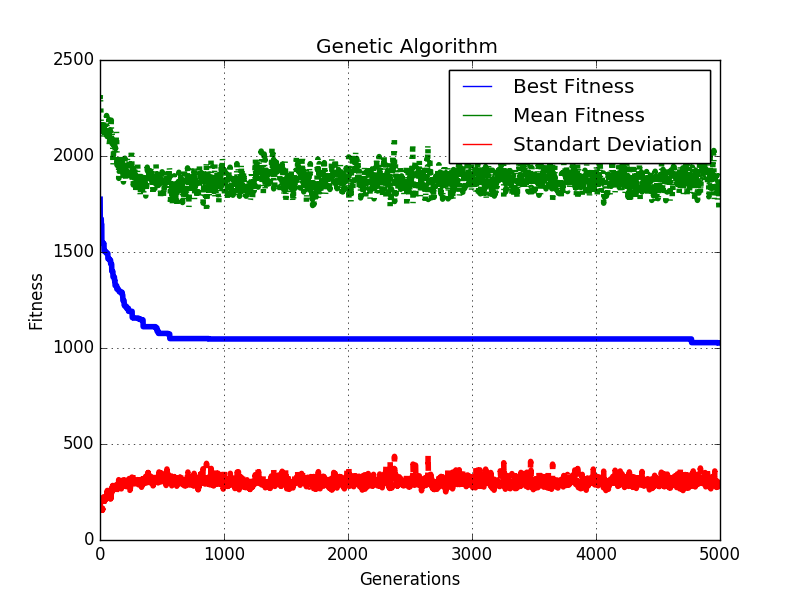 Genetic Algorithm
2500
2000
1500
1000
500
0
Fitness
Best Fitness
Mean Fitness
Standart Deviation
0 1000 2000 3000 4000 5000
Generations